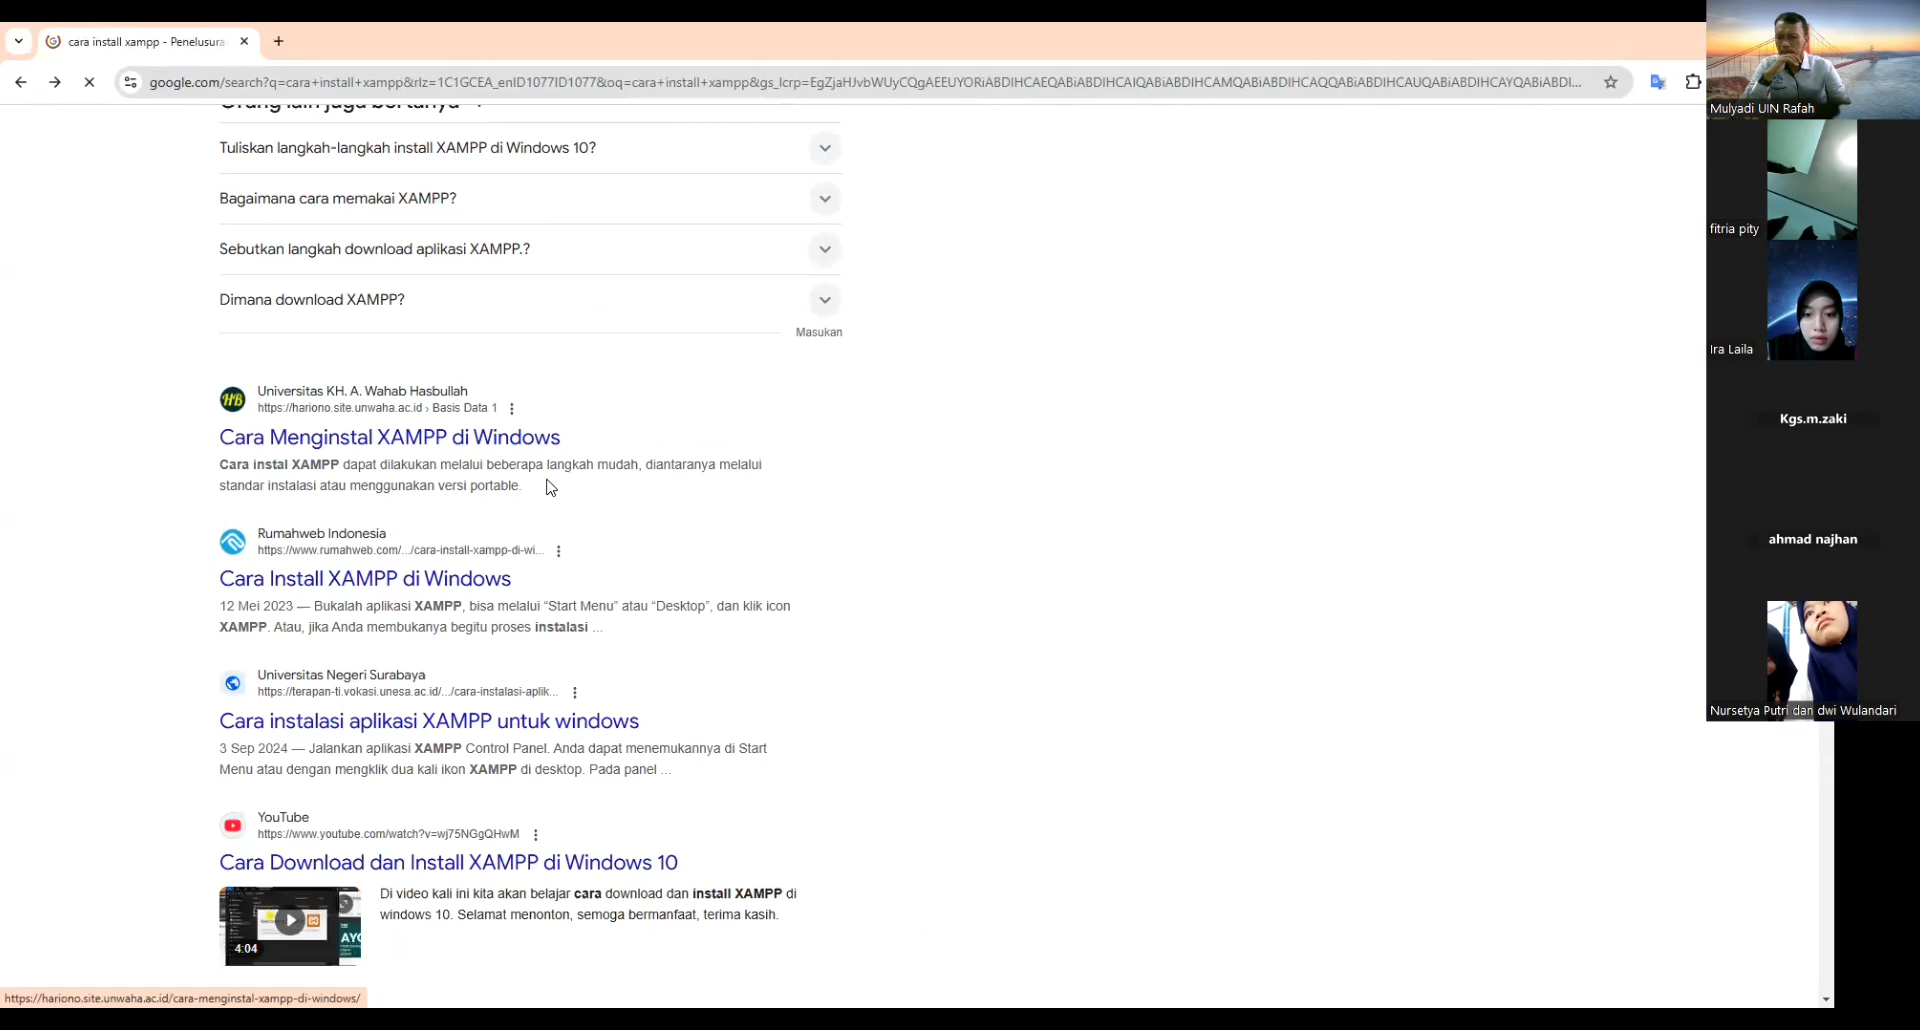 cara install xampp - Penelusura
google.com/search?q=cara+install+xampp&rlz=1C1GCEA_enID1077ID1077&oq=cara+install+xampp&gs_lcrp=EgZjaHJvbWUyCQgAEEUYORiABDIHCAEQABiABDIHCAIQABiABDIHCAMQABiABDIHCAQQABiABDIHCAUQABiABDIHCAYQABiABDI...
Orang lain juga bertanya
Tuliskan langkah-langkah install XAMPP di Windows 10?
Bagaimana cara memakai XAMPP?
Sebutkan langkah download aplikasi XAMPP.?
Dimana download XAMPP?
Masukan
Universitas KH. A. Wahab Hasbullah
https://hariono.site.unwaha.ac.id › Basis Data 1
Cara Menginstal XAMPP di Windows
Cara instal XAMPP dapat dilakukan melalui beberapa langkah mudah, diantaranya melalui
standar instalasi atau menggunakan versi portable.
Rumahweb Indonesia
https://www.rumahweb.com/.../cara-install-xampp-di-wi...
Cara Install XAMPP di Windows
12 Mei 2023 — Bukalah aplikasi XAMPP, bisa melalui “Start Menu” atau “Desktop”, dan klik icon
XAMPP. Atau, jika Anda membukanya begitu proses instalasi ...
Universitas Negeri Surabaya
https://terapan-ti.vokasi.unesa.ac.id/.../cara-instalasi-aplik...
Cara instalasi aplikasi XAMPP untuk windows
3 Sep 2024 — Jalankan aplikasi XAMPP Control Panel. Anda dapat menemukannya di Start
Menu atau dengan mengklik dua kali ikon XAMPP di desktop. Pada panel ...
YouTube
https://www.youtube.com/watch?v=wj75NGgQHwM
Cara Download dan Install XAMPP di Windows 10
Di video kali ini kita akan belajar cara download dan install XAMPP di
windows 10. Selamat menonton, semoga bermanfaat, terima kasih.
4:04
https://hariono.site.unwaha.ac.id/cara-menginstal-xampp-di-windows/
Mulyadi UIN Rafah
fitria pity
Ira Laila
Kgs.m.zaki
ahmad najhan
Nursetya Putri dan dwi Wulandari